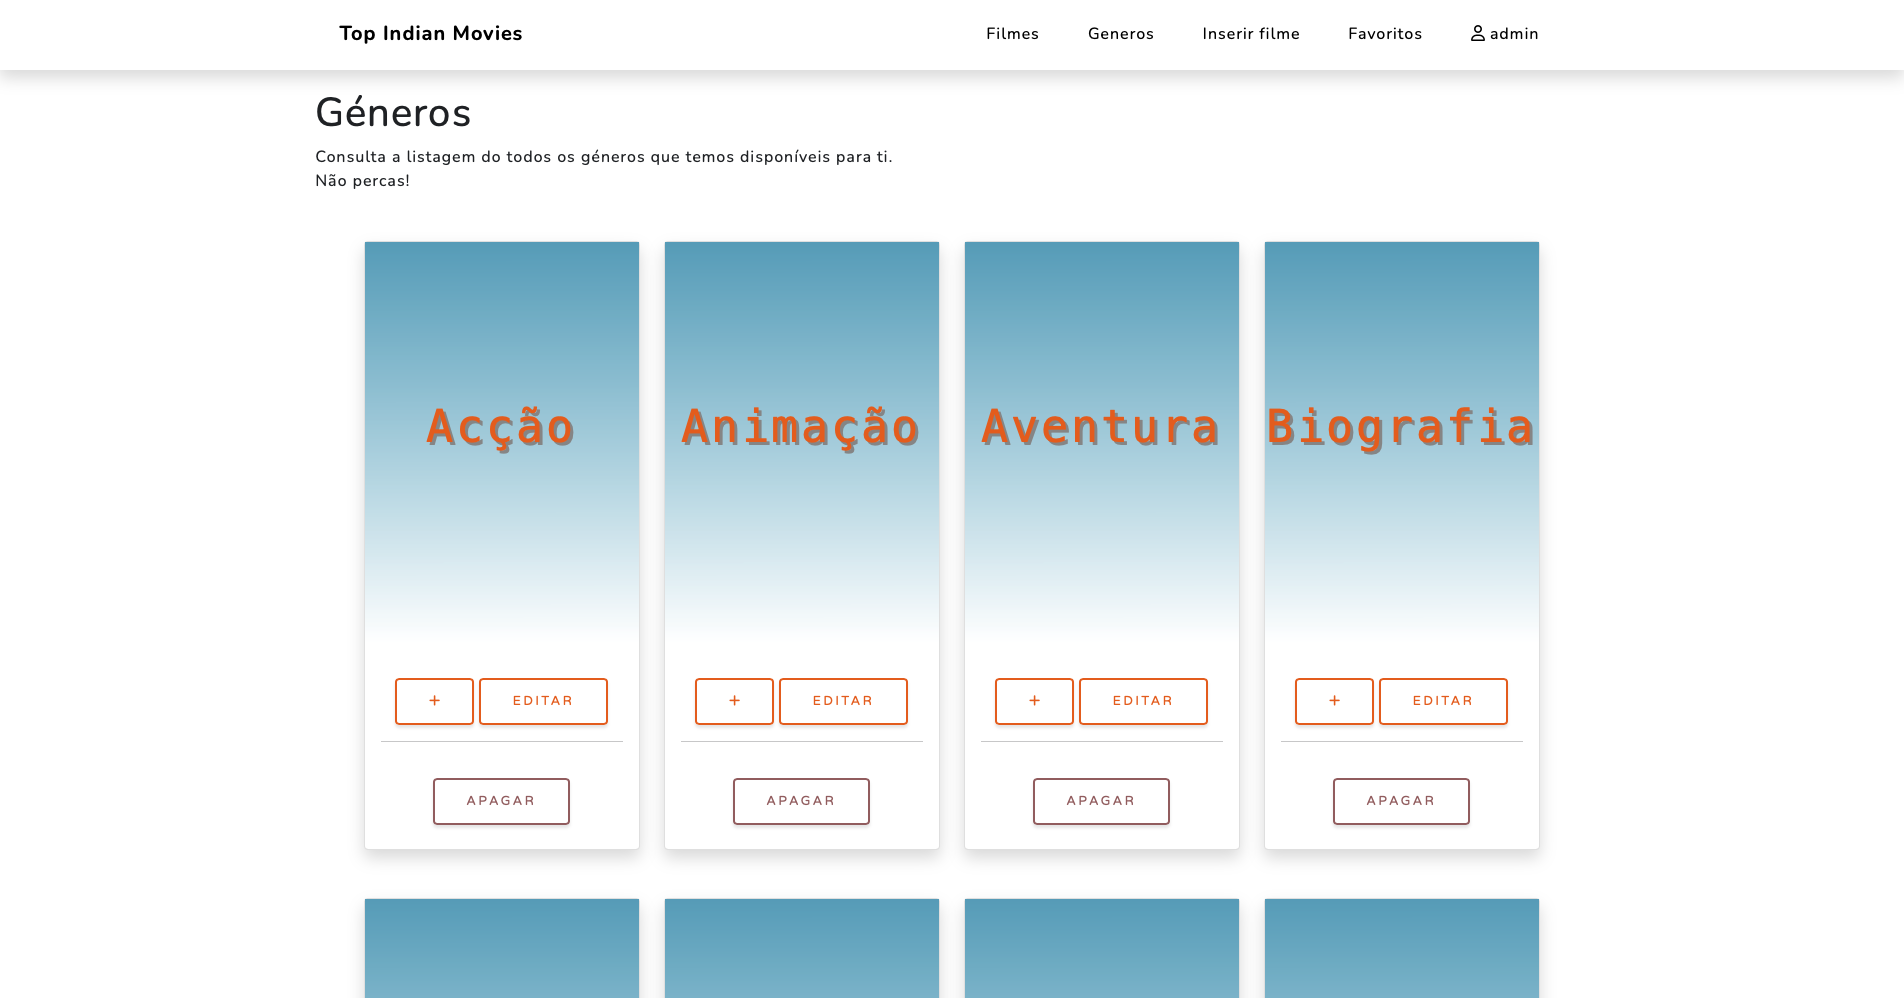 Top Indian Movies
Filmes Generos Inserir filme Favoritos admin
Géneros
Consulta a listagem do todos os géneros que temos disponíveis para ti.
Não percas!
Acção Animação Aventura Biografia
+ EDITAR + EDITAR + EDITAR + EDITAR
APAGAR APAGAR APAGAR APAGAR